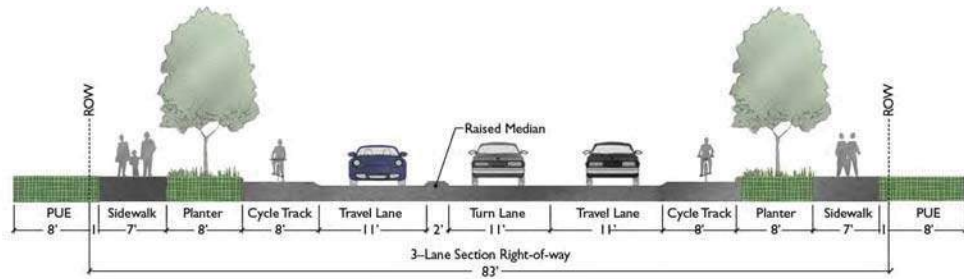 ROW
ROW
Raised Median
PUE Sidewalk Planter Cycle Track Travel Lane Turn Lane Travel Lane Cycle Track Planter Sidewalk PUE
8' 1' 7' 8' 8' 11' 2' 11' 11' 8' 8' 7' 1' 8'
3-Lane Section Right-of-way
83'